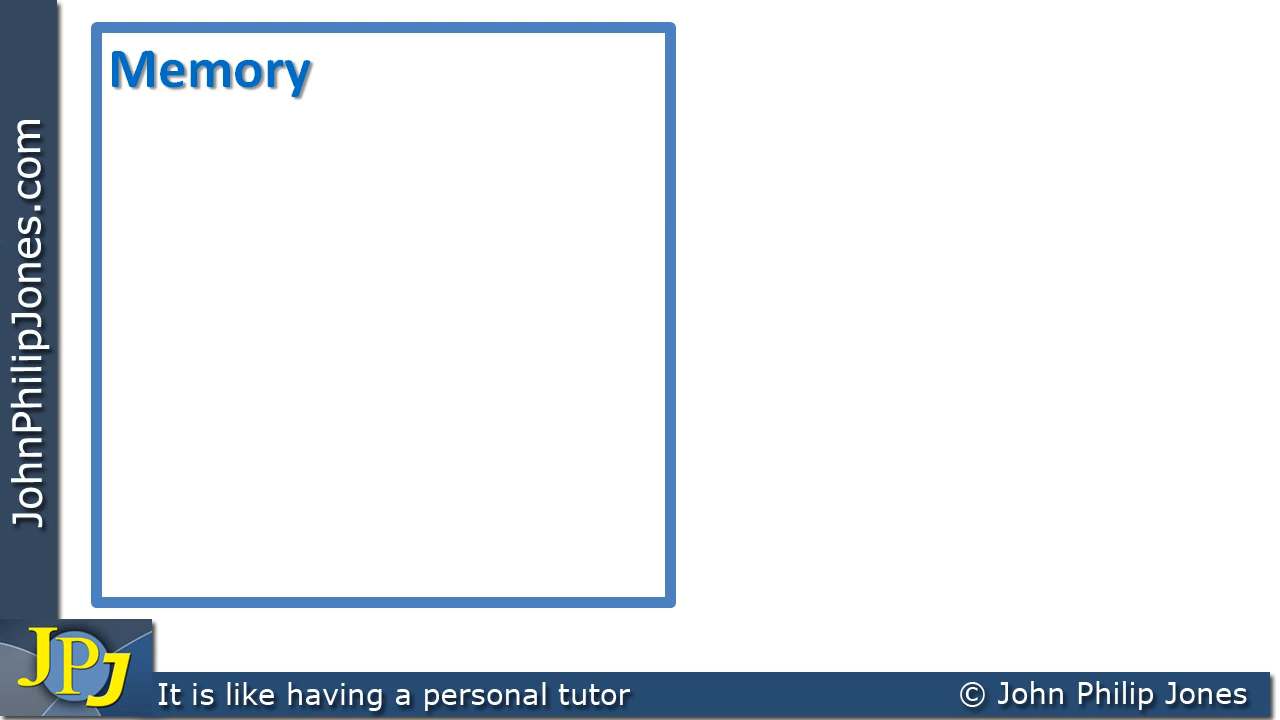 Memory
JohnPhilipJones.com
JPJ
It is like having a personal tutor
© John Philip Jones